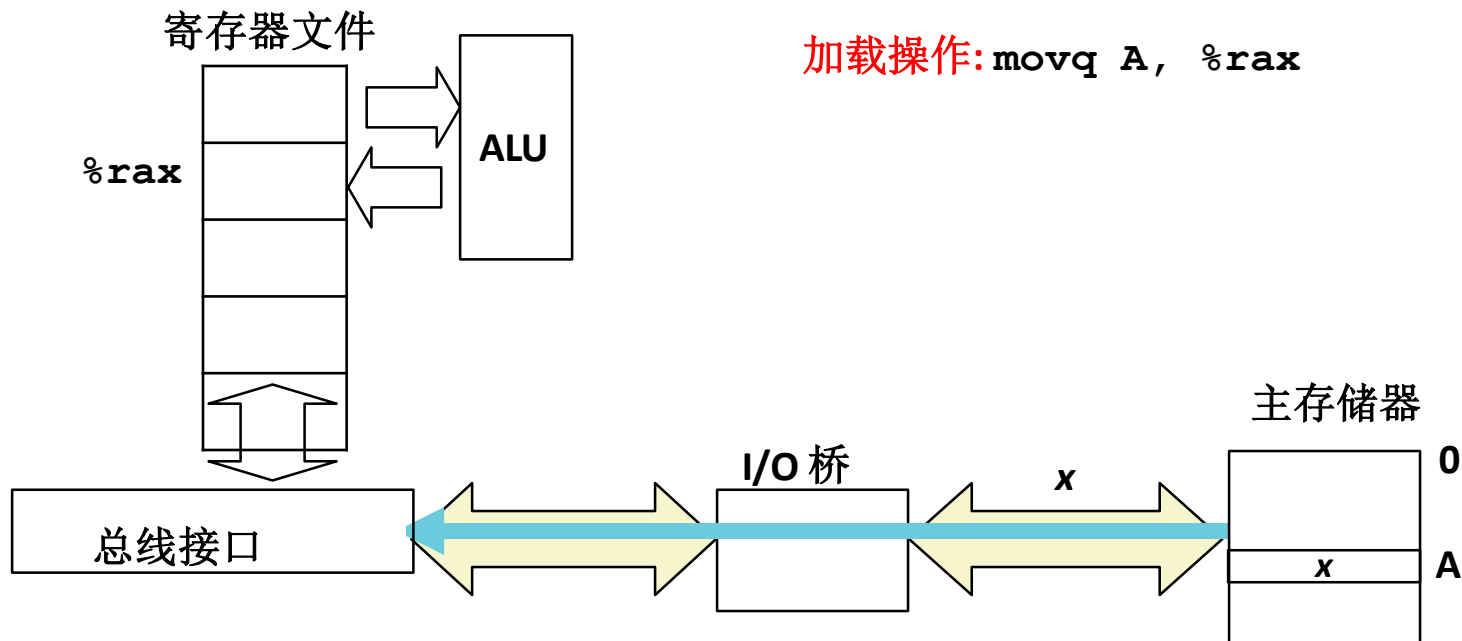 寄存器文件
加载操作: movq A, %rax
ALU
%rax
主存储器
I/O 桥
x
0
总线接口
x
A